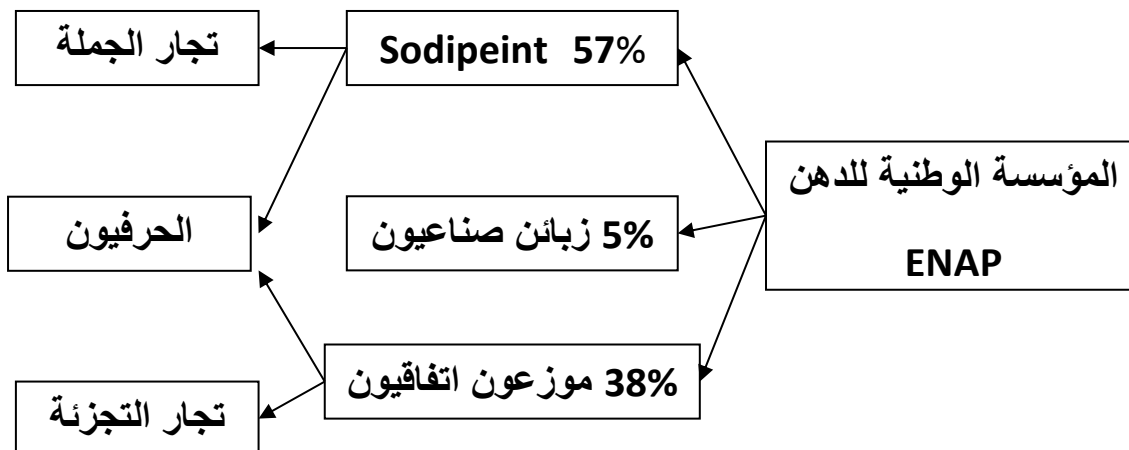 المؤسسة الوطنية للدهن
ENAP
Sodipeint 57%
5% زبائن صناعيون
38% موزعون اتفاقيون
تجار الجملة
الحرفيون
تجار التجزئة